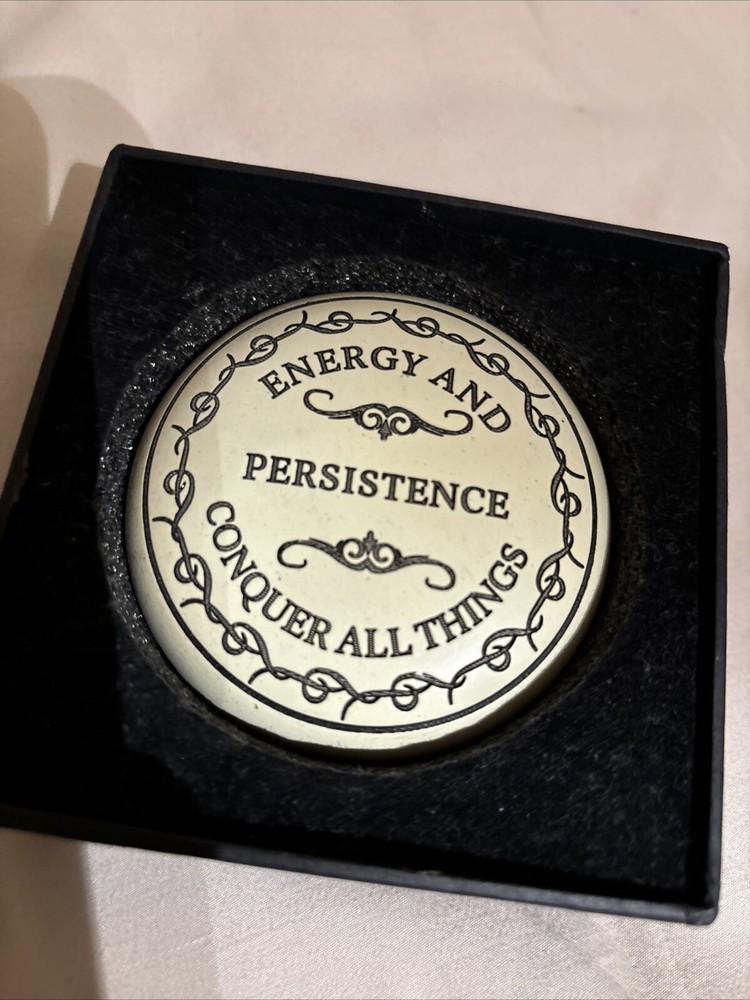 ENERGY AND
PERSISTENCE
CONQUER ALL THINGS